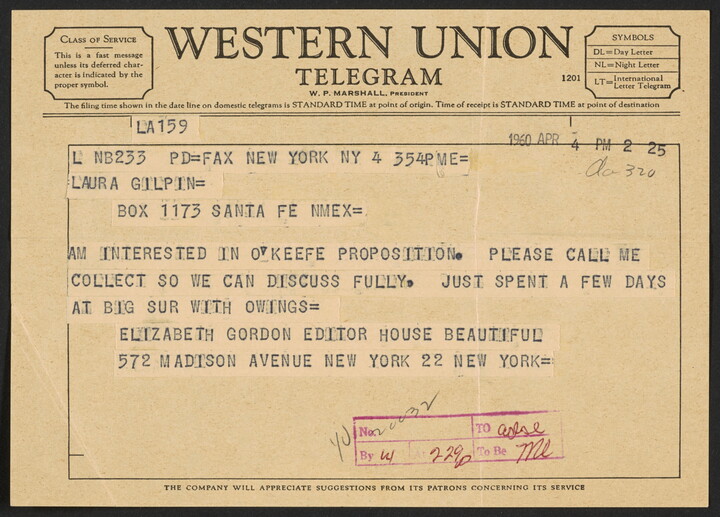 CLASS OF SERVICE
This is a fast message
unless its deferred char-
acter is indicated by the
proper symbol.
WESTERN UNION
TELEGRAM
W. P. MARSHALL, PRESIDENT
1201
SYMBOLS
DL=Day Letter
NL=Night Letter
LT=International Letter Telegram
The filing time shown in the date line on domestic telegrams is STANDARD TIME at point of origin. Time of receipt is STANDARD TIME at point of destination
LA159
1960 APR 4 PM 2 25
L NB233 PD=FAX NEW YORK NY 4 354PME=
LAURA GILPIN=
BOX 1173 SANTA FE NMEX=
320
AM INTERESTED IN O'KEEFE PROPOSITION. PLEASE CALL ME
COLLECT SO WE CAN DISCUSS FULLY. JUST SPENT A FEW DAYS
AT BIG SUR WITH OWINGS=
ELIZABETH GORDON EDITOR HOUSE BEAUTIFUL
572 MADISON AVENUE NEW YORK 22 NEW YORK=
No. 20032
TO
By At 229p To Be
THE COMPANY WILL APPRECIATE SUGGESTIONS FROM ITS PATRONS CONCERNING ITS SERVICE